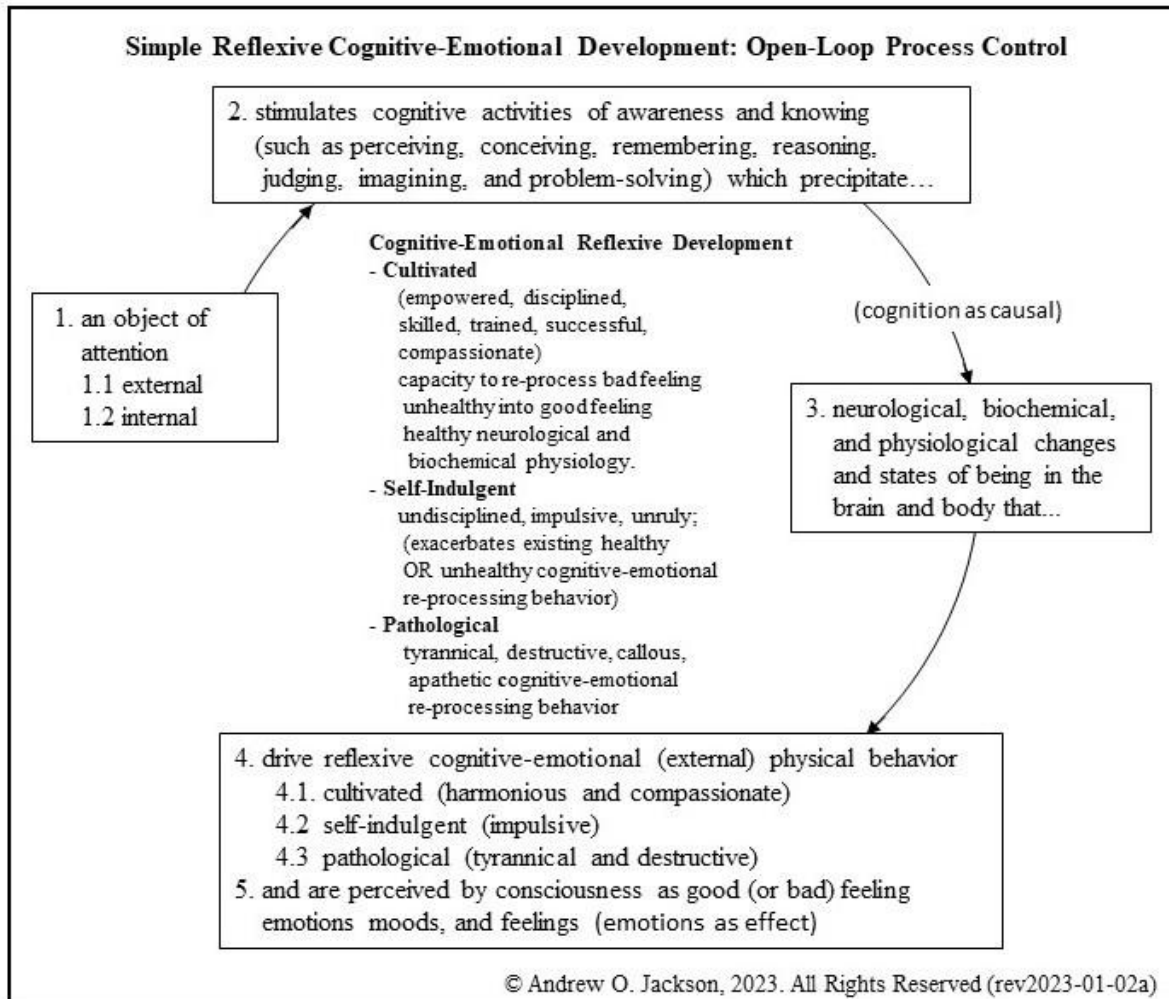 Simple Reflexive Cognitive-Emotional Development: Open-Loop Process Control
2. stimulates cognitive activities of awareness and knowing
(such as perceiving, conceiving, remembering, reasoning,
judging, imagining, and problem-solving) which precipitate…
1. an object of
attention
1.1 external
1.2 internal
Cognitive-Emotional Reflexive Development
- Cultivated
(empowered, disciplined,
skilled, trained, successful,
compassionate)
capacity to re-process bad feeling
unhealthy into good feeling
healthy neurological and
biochemical physiology.
- Self-Indulgent
undisciplined, impulsive, unruly;
(exacerbates existing healthy
OR unhealthy cognitive-emotional
re-processing behavior)
- Pathological
tyrannical, destructive, callous,
apathetic cognitive-emotional
re-processing behavior
(cognition as causal)
3. neurological, biochemical,
and physiological changes
and states of being in the
brain and body that...
4. drive reflexive cognitive-emotional (external) physical behavior
4.1. cultivated (harmonious and compassionate)
4.2 self-indulgent (impulsive)
4.3 pathological (tyrannical and destructive)
5. and are perceived by consciousness as good (or bad) feeling
emotions moods, and feelings (emotions as effect)
© Andrew O. Jackson, 2023. All Rights Reserved (rev2023-01-02a)